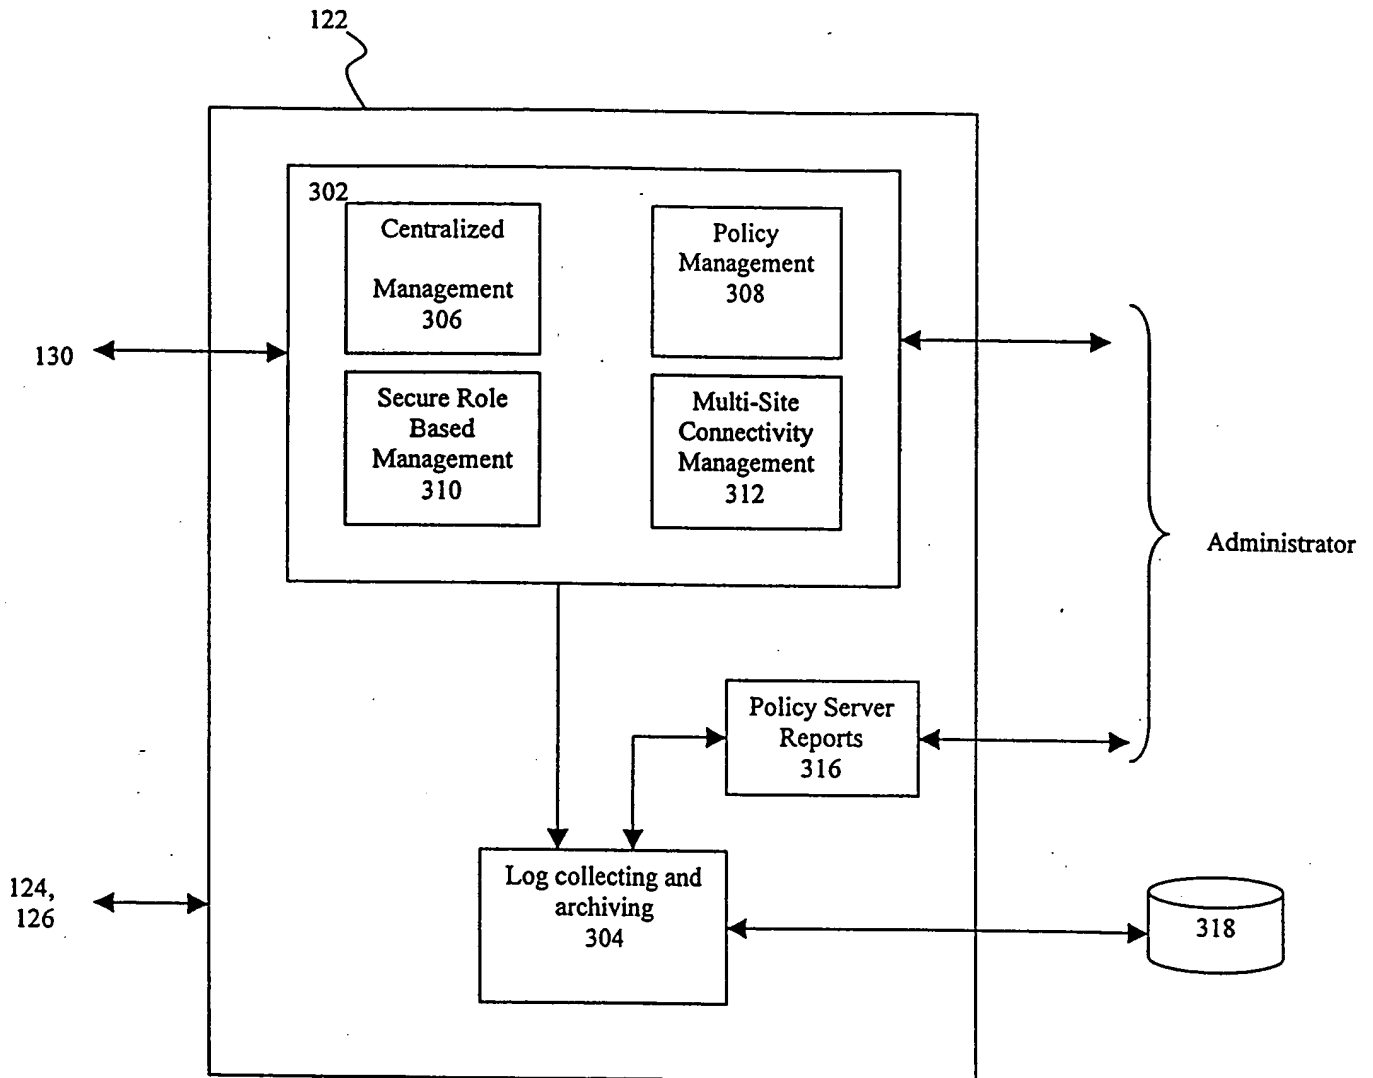 122
302
Centralized
Management
306
Policy
Management
308
130
Secure Role
Based
Management
310
Multi-Site
Connectivity
Management
312
Administrator
Policy Server
Reports
316
124,
126
Log collecting and
archiving
304
318